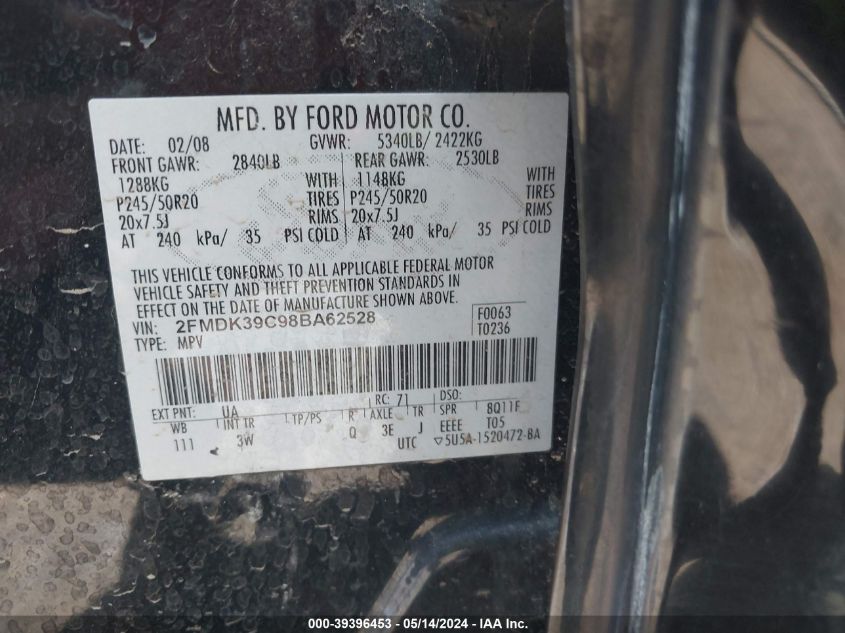 MFD. BY FORD MOTOR CO.
DATE: 02/08 GVWR: 5340LB/ 2422KG
FRONT GAWR: 2840LB REAR GAWR: 2530LB
1288KG WITH 1148KG WITH
P245/50R20 TIRES P245/50R20 TIRES
20x7.5J RIMS 20x7.5J RIMS
AT 240 kPa/ 35 PSI COLD AT 240 kPa/ 35 PSI COLD
THIS VEHICLE CONFORMS TO ALL APPLICABLE FEDERAL MOTOR
VEHICLE SAFETY AND THEFT PREVENTION STANDARDS IN
EFFECT ON THE DATE OF MANUFACTURE SHOWN ABOVE.
VIN: 2FMDK39C98BA62528 F0063
TYPE: MPV T0236
EXT PNT: UA RC: 71 DSO:
WB INT TR TP/PS R AXLE TR SPR 8Q11F
111 3W Q 3E J EEEE T05
UTC ▽5U5A-1520472-BA
000-39396453 - 05/14/2024 - IAA Inc.